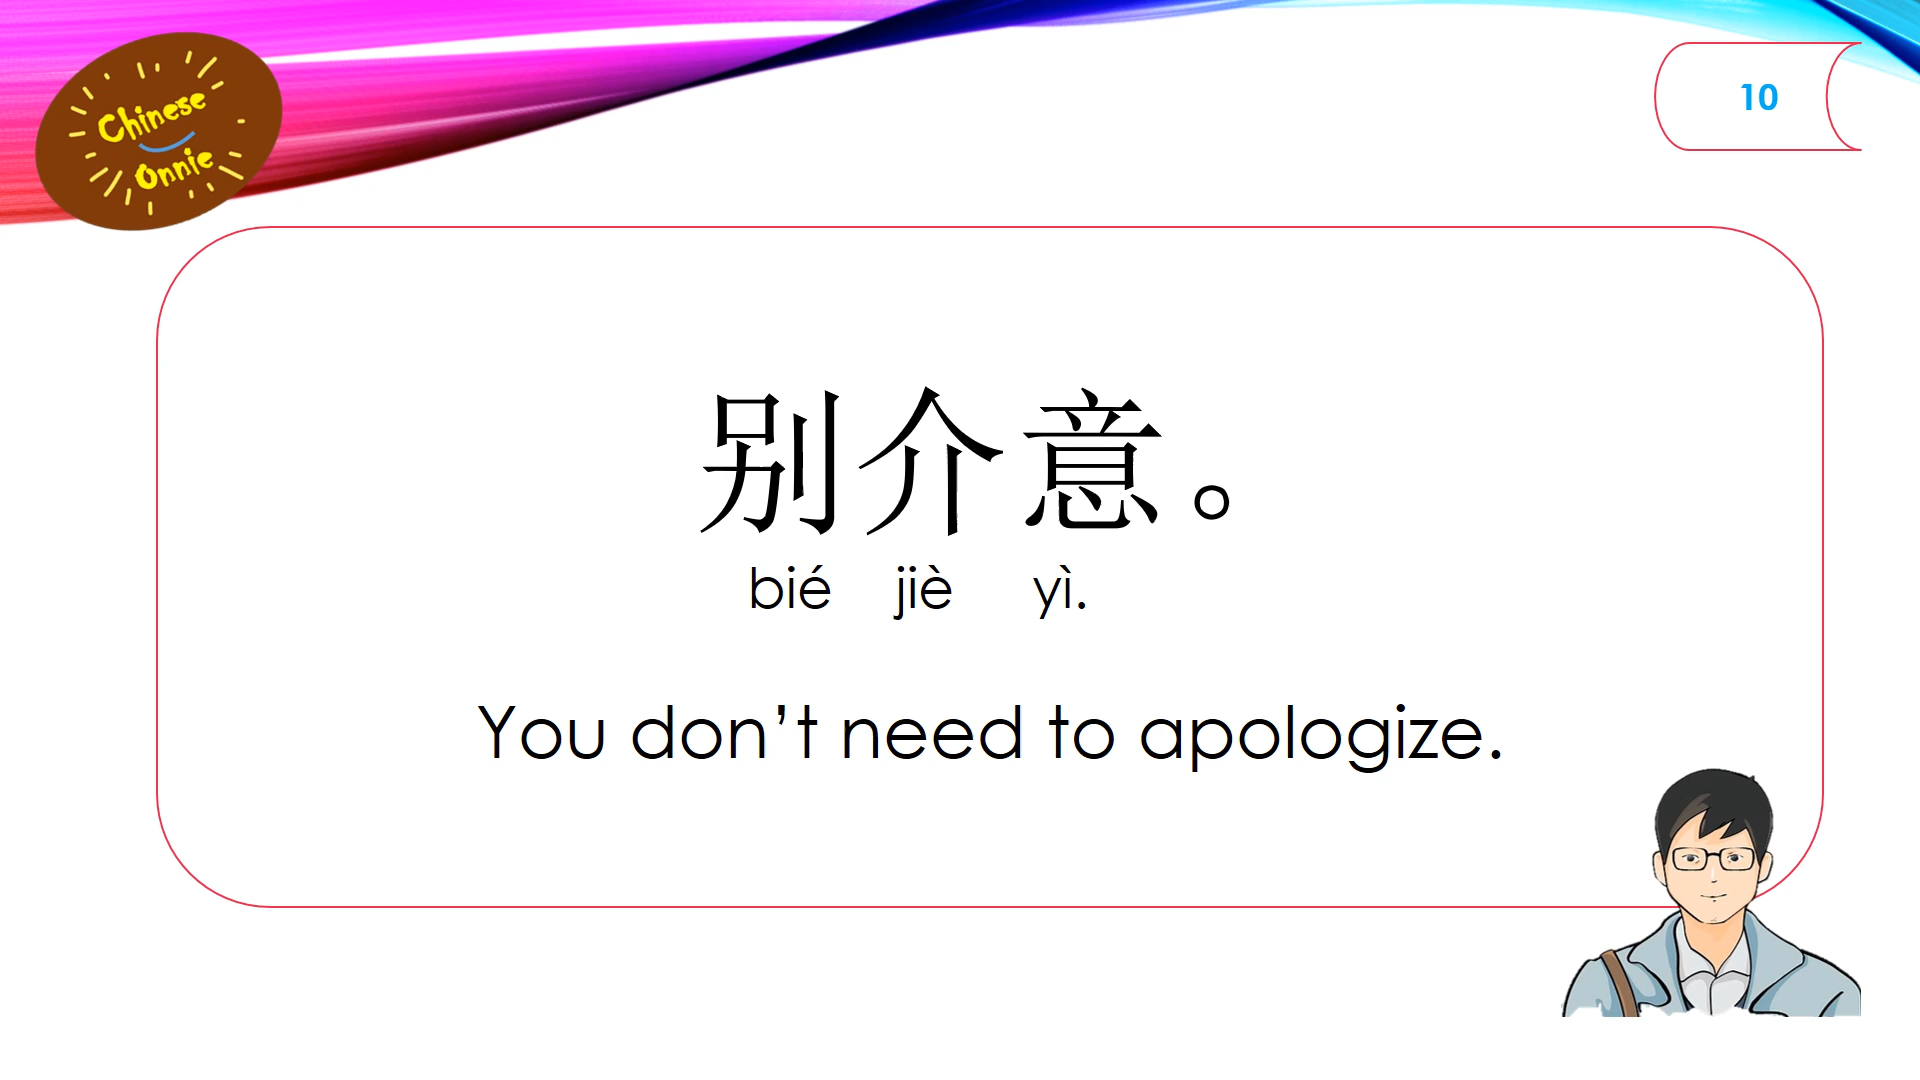 Chinese
Onnie
10
别介意。
bié jiè yì.
You don’t need to apologize.